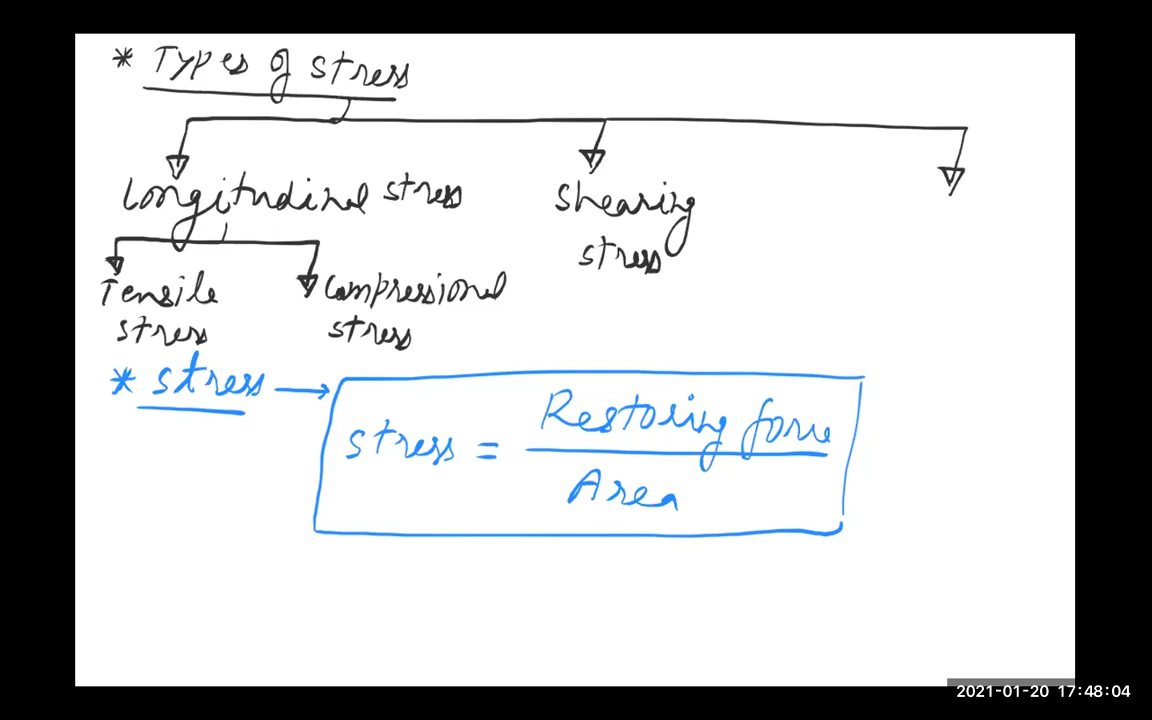 * Types of stress
Longitudinal stress
Shearing
stress
Tensile
stress
Compressional
stress
* stress →
stress = Restoring force
Area
2021-01-20 17:48:04